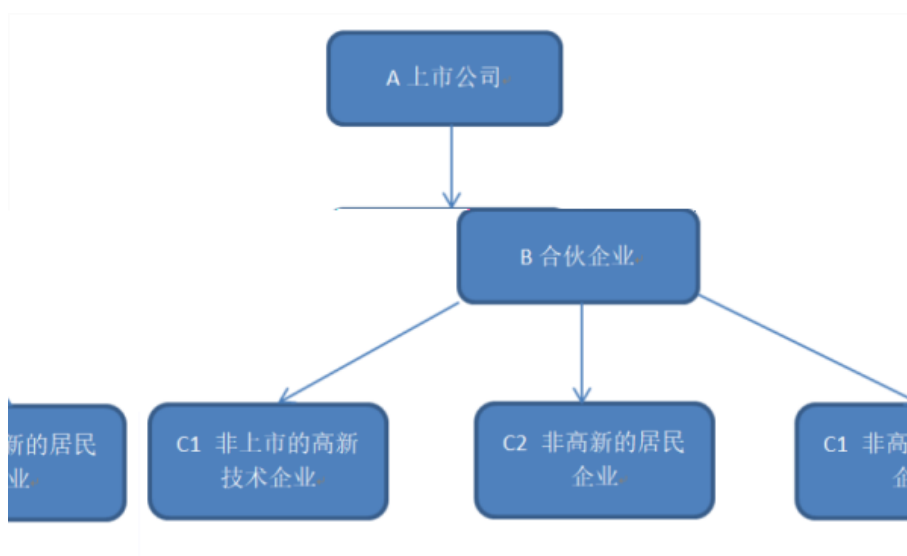 A 上市公司
B 合伙企业
新的居民
业
C1 非上市的高新
技术企业
C2 非高新的居民
企业
C1 非高
企